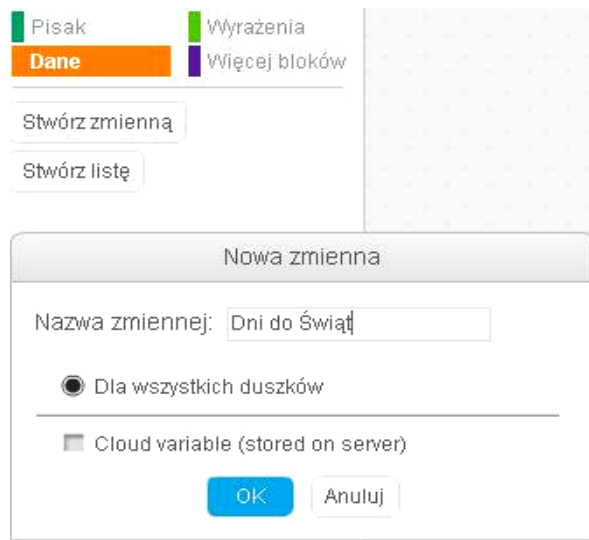 Pisak Wyrażenia
Dane Więcej bloków
Stwórz zmienną
Stwórz listę
Nowa zmienna
Nazwa zmiennej: Dni do Świąt
Dla wszystkich duszków
Cloud variable (stored on server)
OK Anuluj